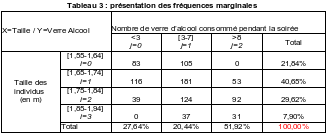 Tableau 3 : présentation des fréquences marginales
X=Taille / Y=Verre Alcool
Nombre de verre d'alcool consommé pendant la soirée
<3 [3-7] >8 Total
j=0 j=1 j=2
Taille des individus (en m)
[1,55-1,64] i=0 83 105 0 21,84%
[1,65-1,74] i=1 116 181 53 40,65%
[1,75-1,84] i=2 39 124 92 29,62%
[1,85-1,94] i=3 0 37 31 7,90%
Total 27,64% 20,44% 51,92% 100,00%